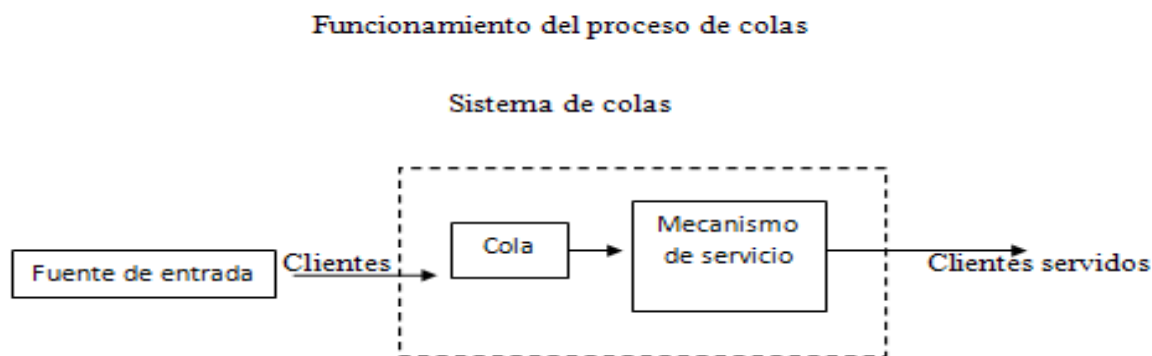 Funcionamiento del proceso de colas
Sistema de colas
Fuente de entrada
Clientes
Cola
Mecanismo
de servicio
Clientes servidos